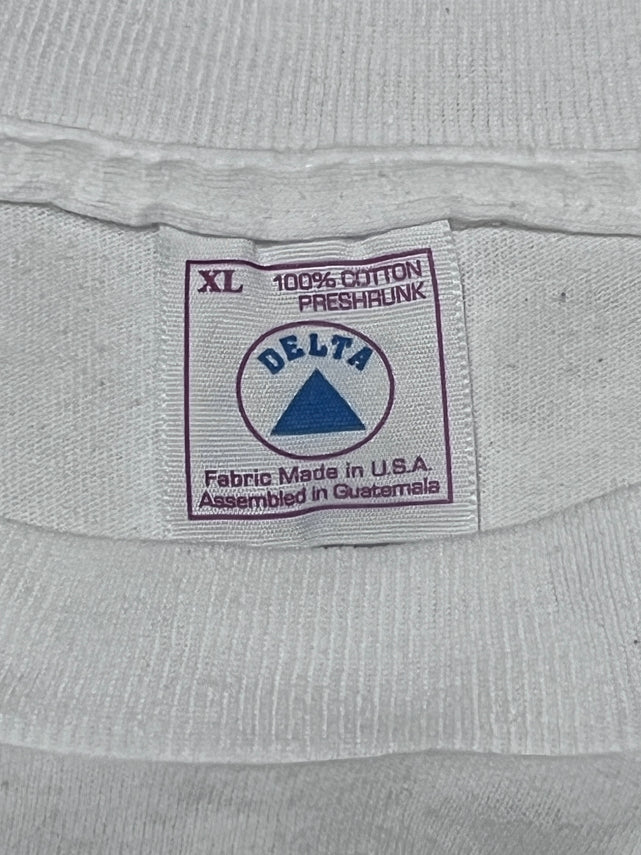 XL 100% COTTON
PRESHRUNK
DELTA
Fabric Made in U.S.A.
Assembled in Guatemala